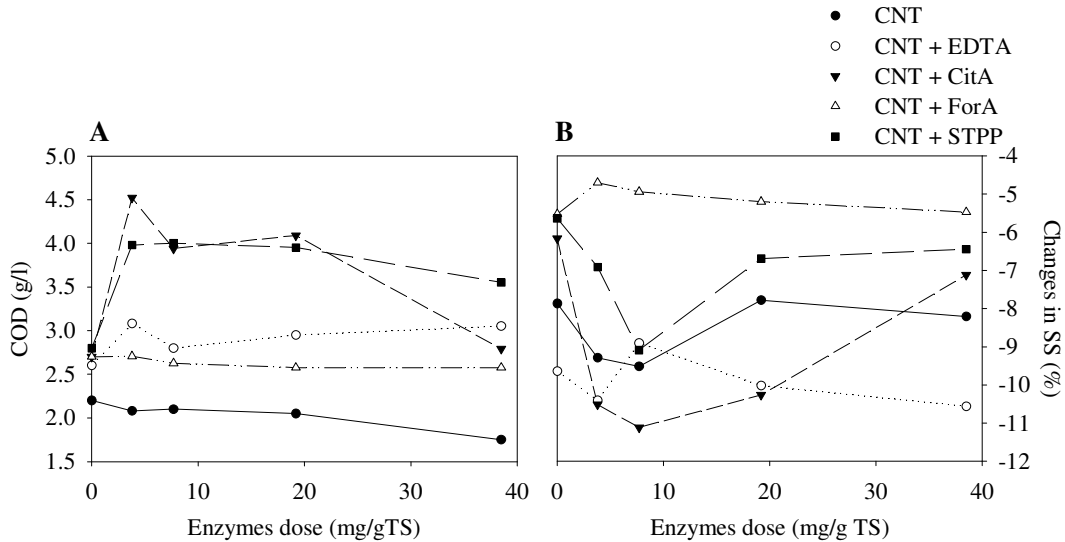 CNT
CNT + EDTA
CNT + CitA
CNT + ForA
CNT + STPP
A
B
5.0
4.5
4.0
3.5
3.0
2.5
2.0
1.5
COD (g/l)
0
10
20
30
40
Enzymes dose (mg/gTS)
-4
-5
-6
-7
-8
-9
-10
-11
-12
Changes in SS (%)
0
10
20
30
40
Enzymes dose (mg/g TS)